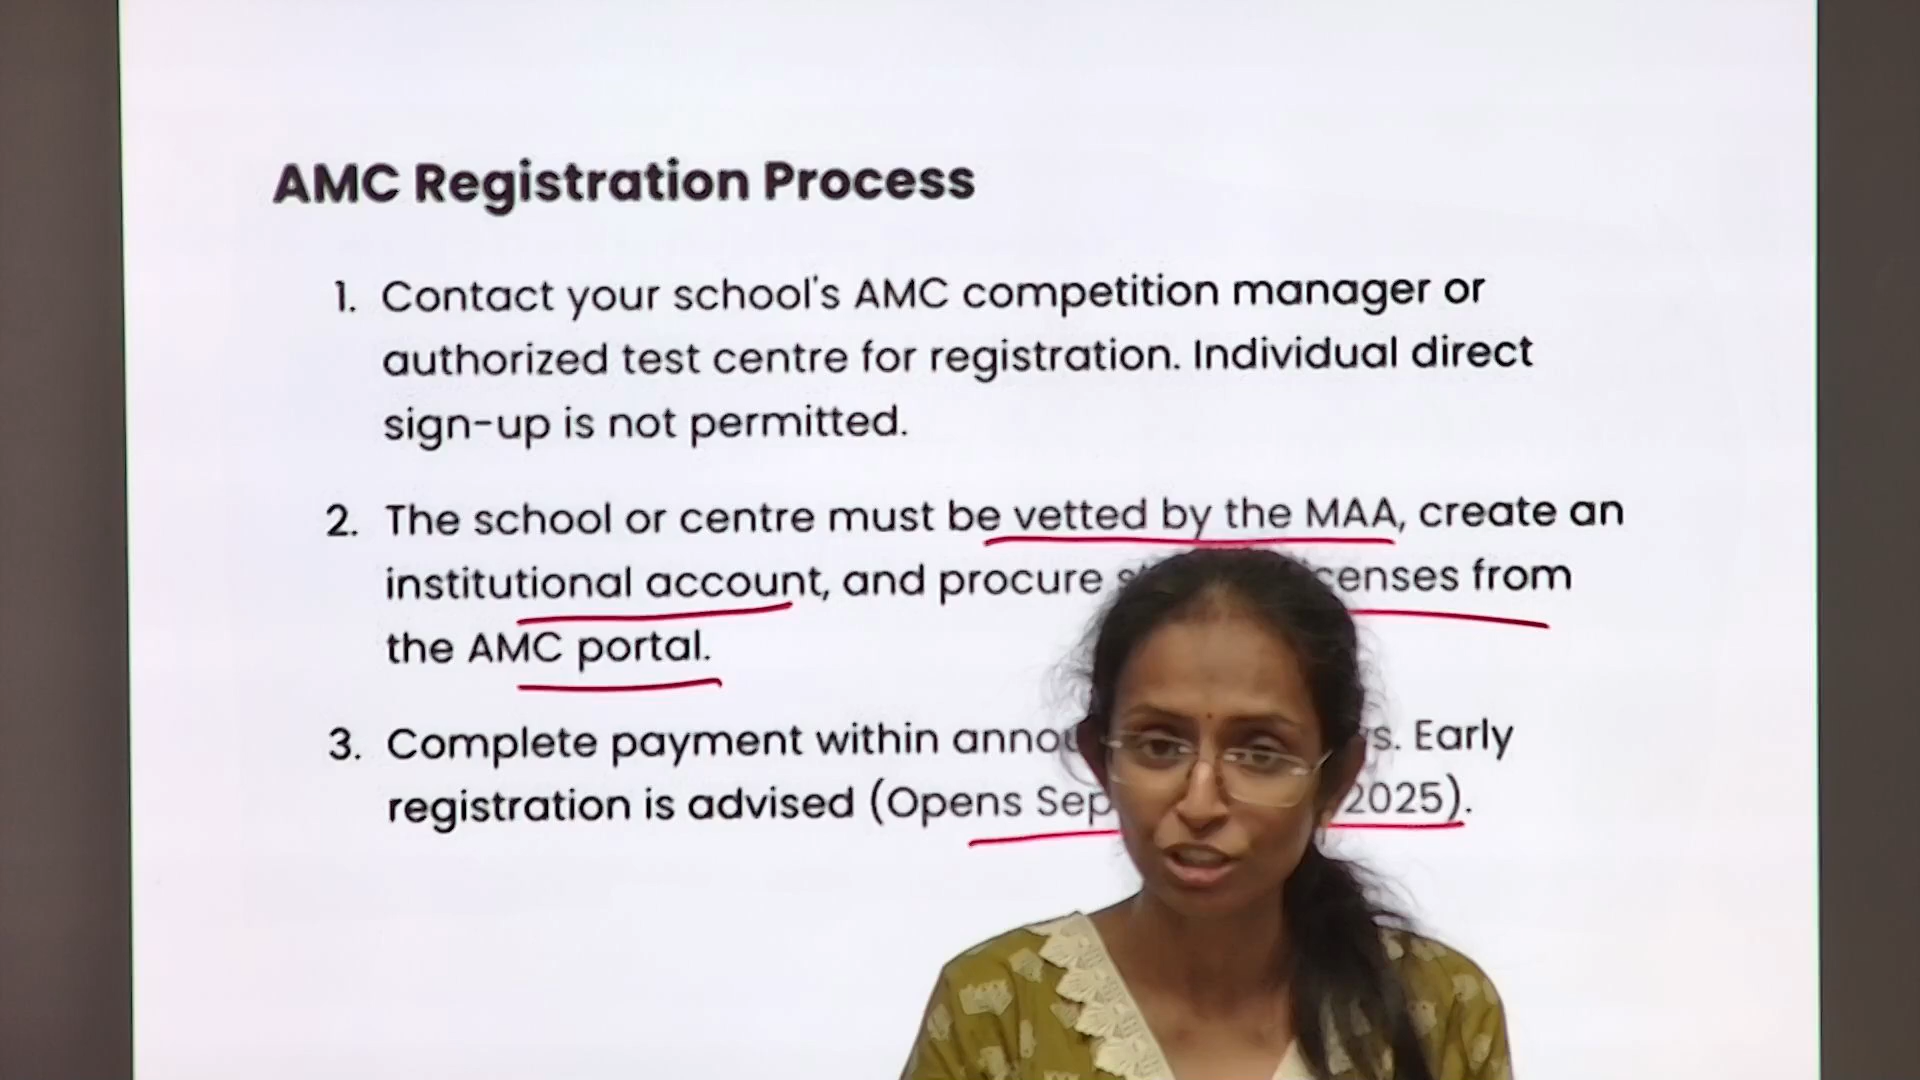 AMC Registration Process
1. Contact your school's AMC competition manager or
authorized test centre for registration. Individual direct
sign-up is not permitted.
2. The school or centre must be vetted by the MAA, create an
institutional account, and procure from
the AMC portal.
3. Complete payment within Early
registration is advised (Opens 2025).